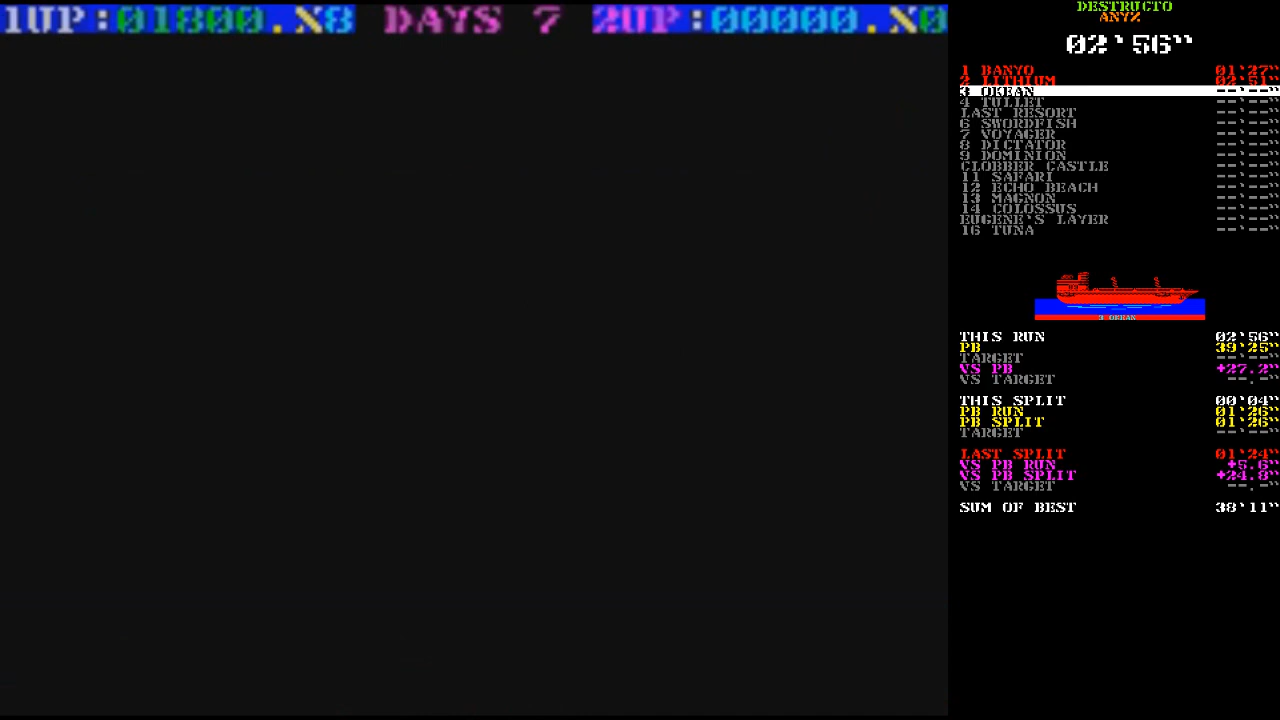 1UP:01800.X8 DAYS 7 2UP:00000.X0
DESTRUCTO
ANY%
02'56"
1 BANYO 01'27"
2 LITHIUM 02'51"
3 OKEAN --'--"
4 TULLET --'--"
LAST RESORT --'--"
6 SWORDFISH --'--"
7 VOYAGER --'--"
8 DICTATOR --'--"
9 DOMINION --'--"
CLOBBER CASTLE --'--"
11 SAFARI --'--"
12 ECHO BEACH --'--"
13 MAGNON --'--"
14 COLOSSUS --'--"
EUGENE'S LAYER --'--"
16 TUNA --'--"
3 OKEAN
THIS RUN 02'56"
PB 39'25"
TARGET --'--"
VS PB +27.2"
VS TARGET --.-"
THIS SPLIT 00'04"
PB RUN 01'26"
PB SPLIT 01'26"
TARGET --'--"
LAST SPLIT 01'24"
VS PB RUN +5.6"
VS PB SPLIT +24.8"
VS TARGET --.-"
SUM OF BEST 38'11"